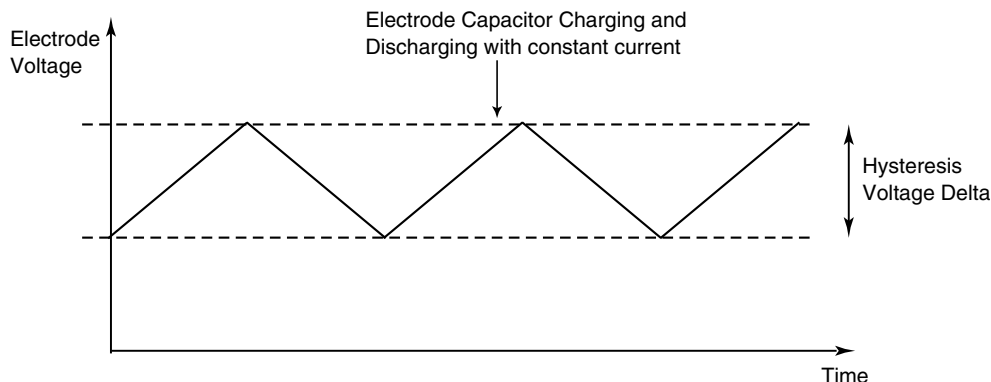 Electrode Capacitor Charging and
Discharging with constant current
Electrode
Voltage
Hysteresis
Voltage Delta
Time